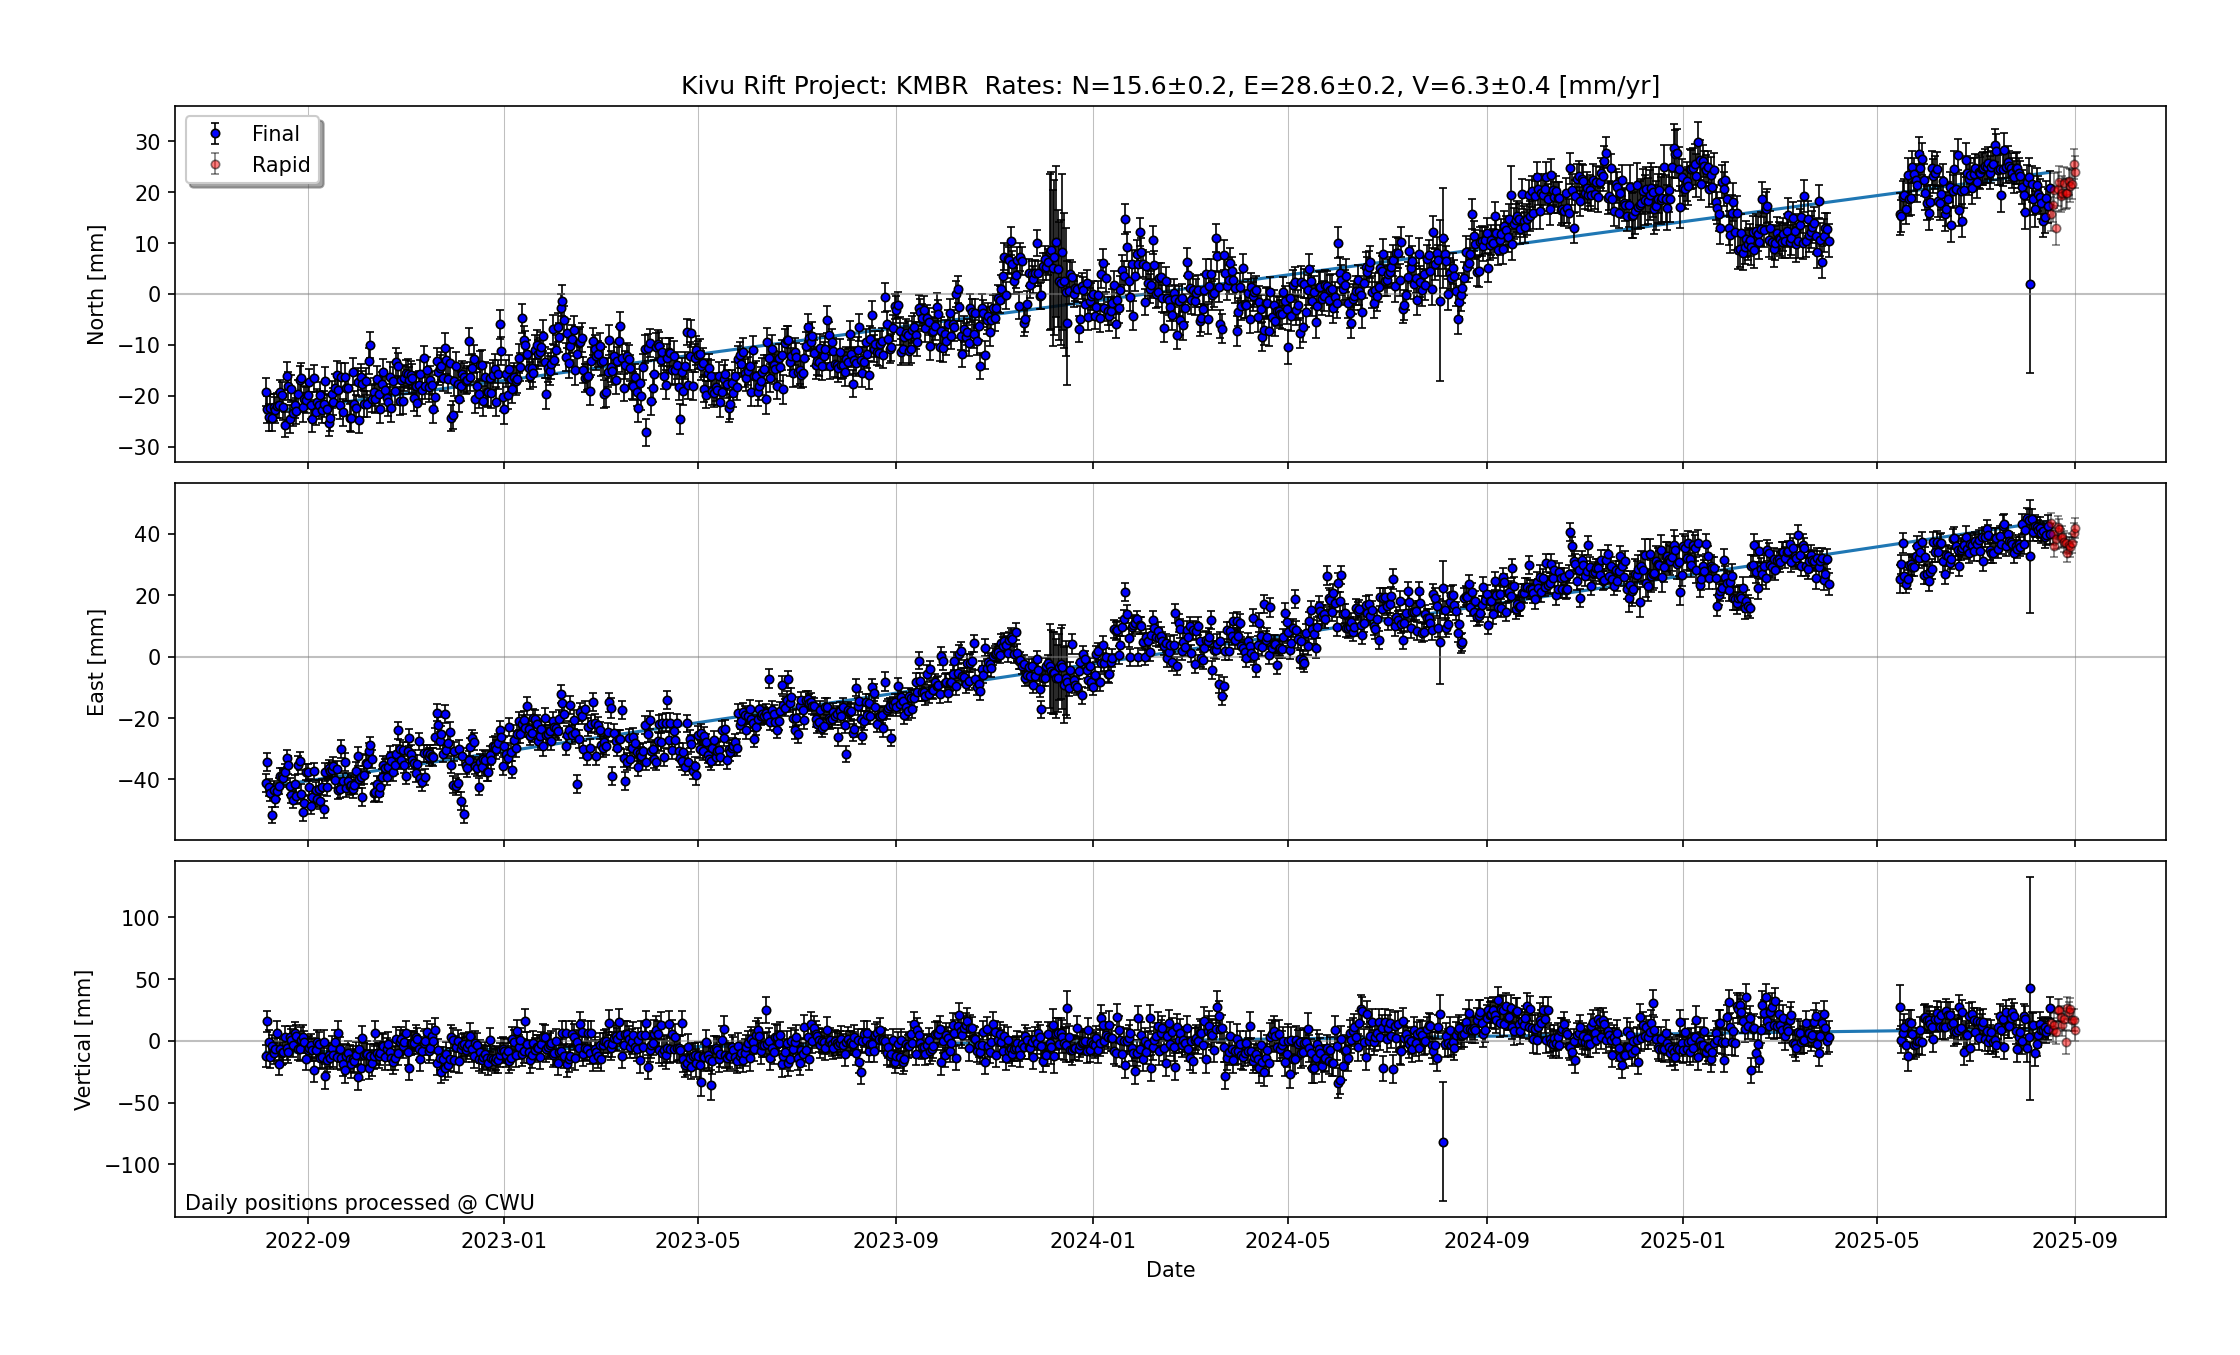 Kivu Rift Project: KMBR  Rates: N=15.6±0.2, E=28.6±0.2, V=6.3±0.4 [mm/yr]
Final
Rapid
North [mm]
30
20
10
0
−10
−20
−30
East [mm]
40
20
0
−20
−40
Vertical [mm]
100
50
0
−50
−100
Daily positions processed @ CWU
2022-09 2023-01 2023-05 2023-09 2024-01 2024-05 2024-09 2025-01 2025-05 2025-09
Date